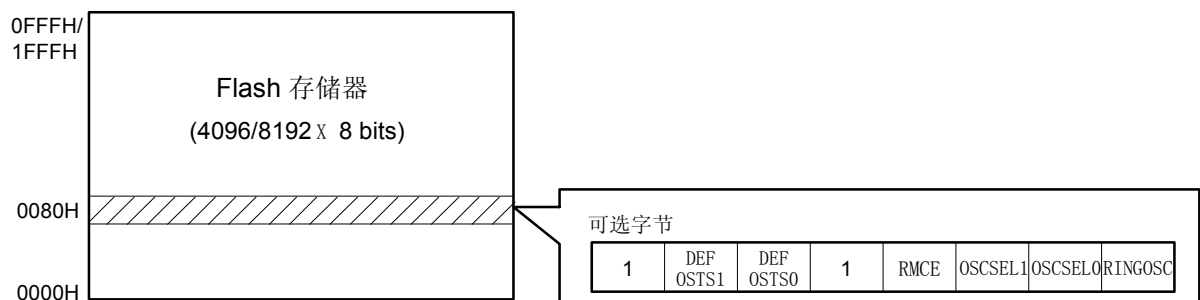 0FFFH/
1FFFH
Flash 存储器
(4096/8192 X 8 bits)
0080H
可选字节
1 DEF OSTS1 DEF OSTS0 1 RMCE OSCSEL1 OSCSEL0 RINGOSC
0000H